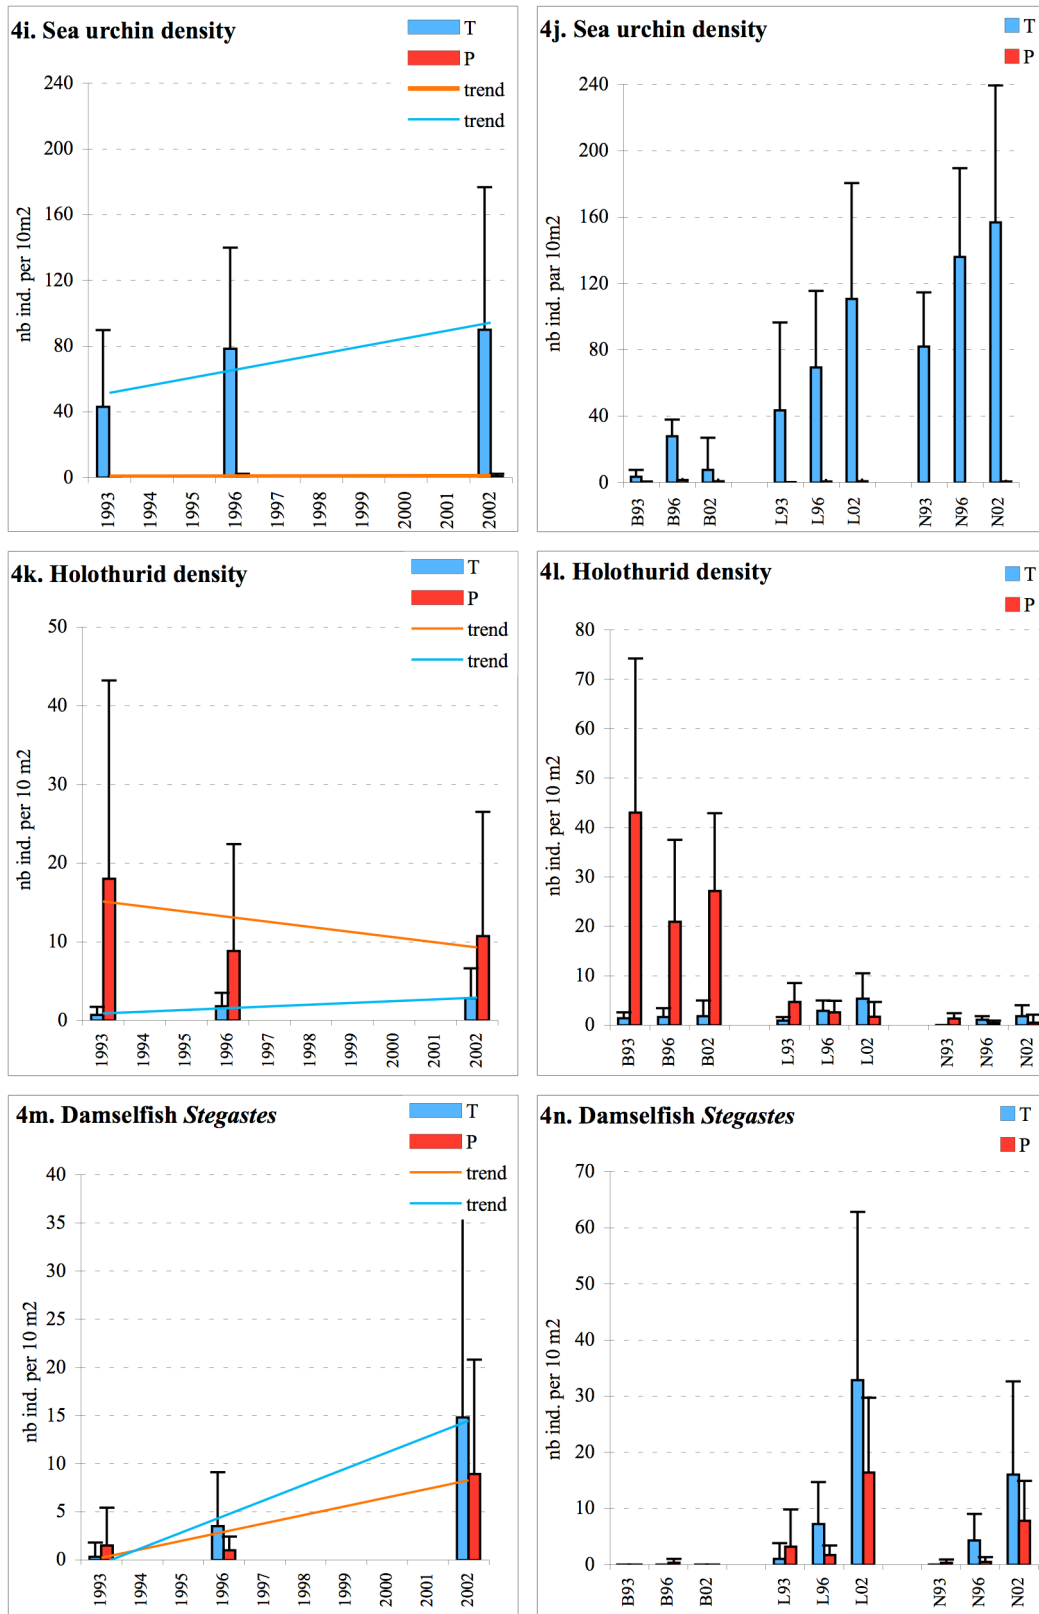 4i. Sea urchin density
T
P
trend
trend
nb ind. per 10m2
240
200
160
120
80
40
0
1993 1994 1995 1996 1997 1998 1999 2000 2001 2002
4j. Sea urchin density
T
P
nb ind. par 10m2
240
200
160
120
80
40
0
B93 B96 B02 L93 L96 L02 N93 N96 N02
4k. Holothurid density
T
P
trend
trend
nb ind. per 10 m2
50
40
30
20
10
0
1993 1994 1995 1996 1997 1998 1999 2000 2001 2002
4l. Holothurid density
T
P
nb ind. per 10 m2
80
70
60
50
40
30
20
10
0
B93 B96 B02 L93 L96 L02 N93 N96 N02
4m. Damselfish Stegastes
T
P
trend
trend
nb ind. per 10 m2
40
35
30
25
20
15
10
5
0
1993 1994 1995 1996 1997 1998 1999 2000 2001 2002
4n. Damselfish Stegastes
T
P
nb ind. per 10 m2
70
60
50
40
30
20
10
0
B93 B96 B02 L93 L96 L02 N93 N96 N02